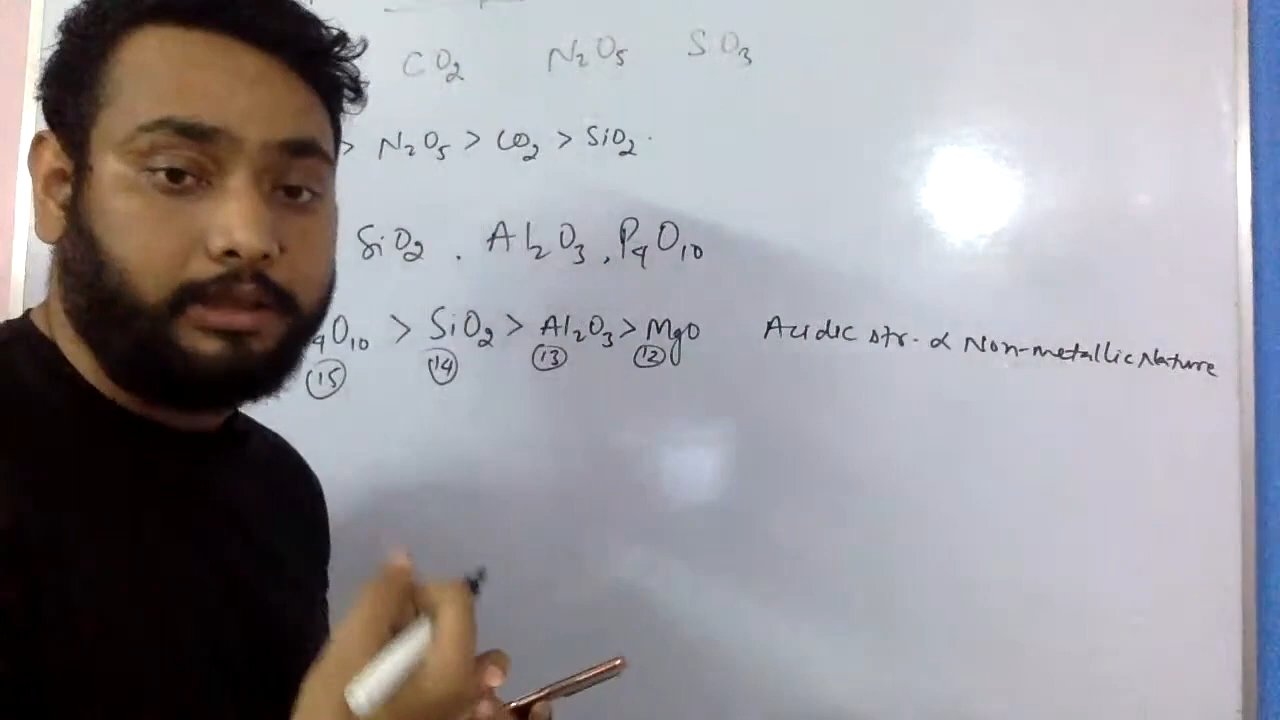 CO2 N2O5 SO3
> N2O5 > CO2 > SiO2.
SiO2 . Al2O3, P4O10
4O10 > SiO2 > Al2O3 > MgO Acidic str. α Non-metallic Nature
15 14 13 12